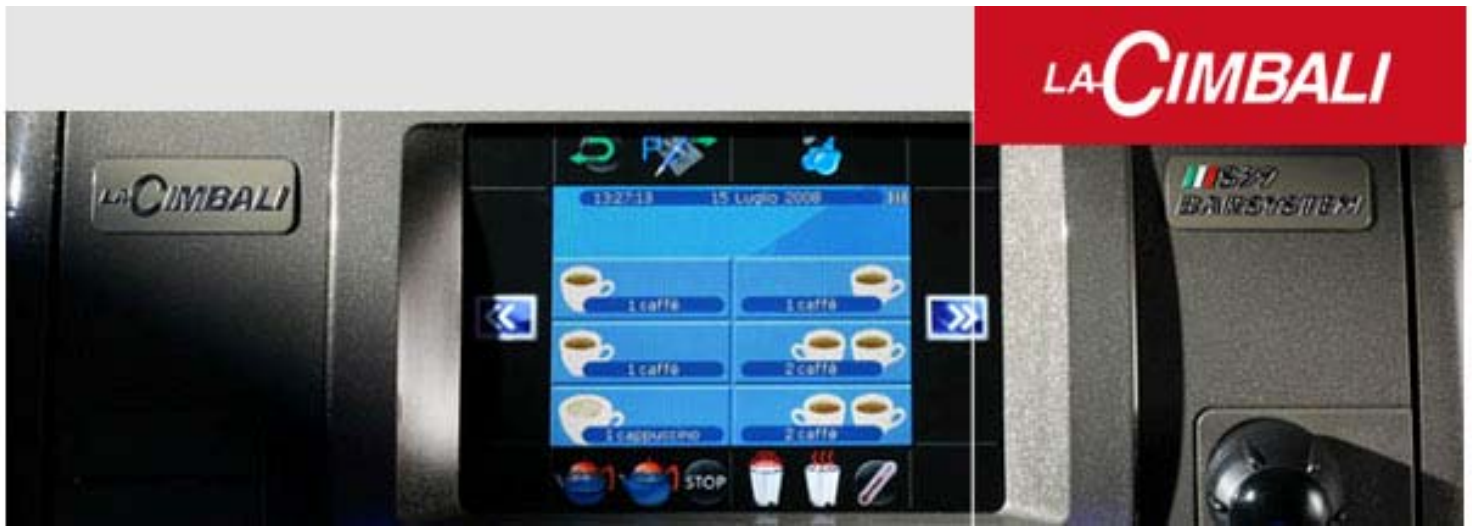 LA CIMBALI
LA CIMBALI
S39
BARSYSTEM
13:27:13 15 Luglio 2008
1 caffè 1 caffè
1 caffè 2 caffè
1 cappuccino 2 caffè
STOP